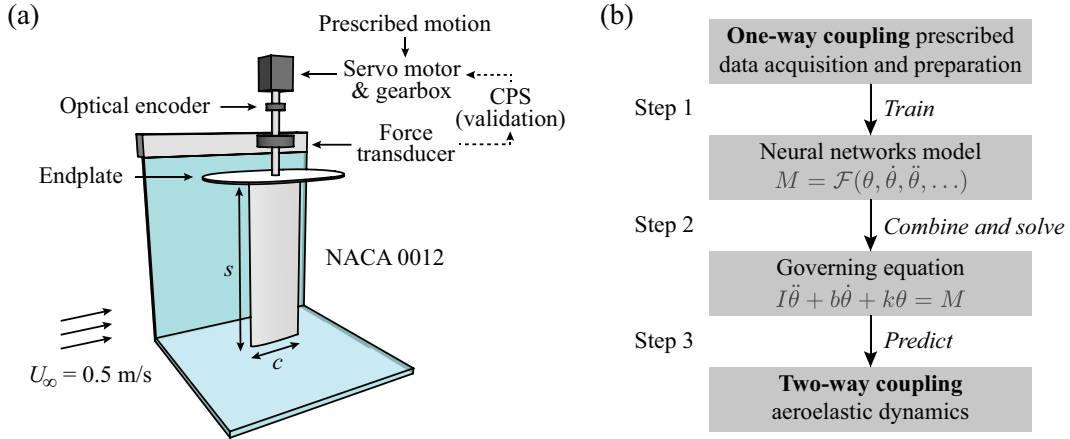 (a)
Prescribed motion
Servo motor
& gearbox
Optical encoder
CPS
(validation)
Force
transducer
Endplate
s
NACA 0012
c
U∞ = 0.5 m/s
(b)
One-way coupling prescribed
data acquisition and preparation
Step 1
Train
Neural networks model
M = ℱ(θ, θ̇, θ̈, …)
Step 2
Combine and solve
Governing equation
Iθ̈ + bθ̇ + kθ = M
Step 3
Predict
Two-way coupling
aeroelastic dynamics